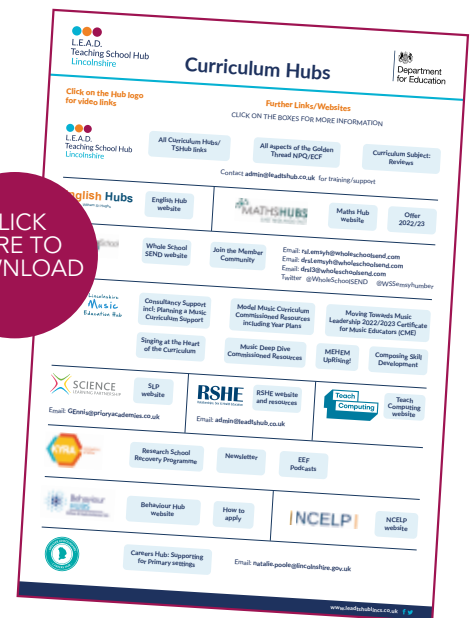 L.E.A.D.
Teaching School Hub
Lincolnshire
Curriculum Hubs
Department
for Education
Click on the Hub logo
for video links
Further Links/Websites
CLICK ON THE BOXES FOR MORE INFORMATION
L.E.A.D.
Teaching School Hub
Lincolnshire
All Curriculum Hubs/
TSHub links
All aspects of the Golden
Thread NPQ/ECF
Curriculum Subject:
Reviews
Contact admin@leadtshub.co.uk for training/support
nglish Hubs
English Hub
website
MATHSHUBS
Maths Hub
website
Offer
2022/23
LICK
RE TO
WNLOAD
Whole School
SEND website
Join the Member
Community
Email: rsl.emsyh@wholeschoolsend.com
Email: drsl.emsyh@wholeschoolsend.com
Email: drsl3@wholeschoolsend.com
Twitter @WholeSchoolSEND @WSSemsyhumber
Lincolnshire
Music
Education Hub
Consultancy Support
incl: Planning a Music
Curriculum Support
Model Music Curriculum
Commissioned Resources
including Year Plans
Moving Towards Music
Leadership 2022/2023 Certificate
for Music Educators (CME)
Singing at the Heart
of the Curriculum
Music Deep Dive
Commissioned Resources
MEHEM
UpRising!
Composing Skill
Development
SCIENCE
LEARNING PARTNERSHIP
SLP
website
Email: GEnnis@prioryacademies.co.uk
RSHE
RSHE website
and resources
Email: admin@leadtshub.co.uk
Teach
Computing
Teach
Computing
website
KYRA
Research School
Recovery Programme
Newsletter
EEF
Podcasts
Behaviour
HUBS
Behaviour Hub
website
How to
apply
NCELP
NCELP
website
Careers Hub: Supporting
for Primary settings
Email: natalie.poole@lincolnshire.gov.uk
www.leadtshublincs.co.uk